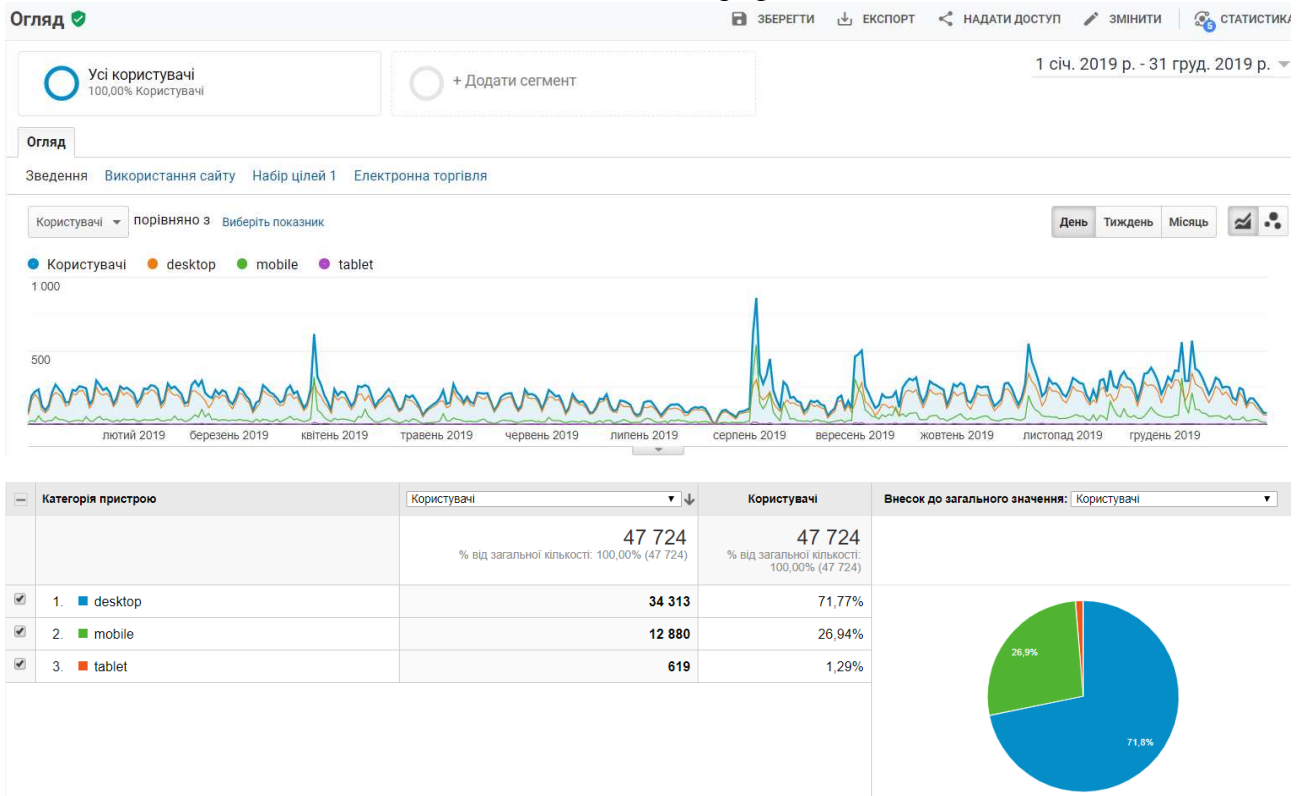 Огляд
ЗБЕРЕГТИ ЕКСПОРТ НАДАТИ ДОСТУП ЗМІНИТИ 5 СТАТИСТИКА
Усі користувачі
100,00% Користувачі
+ Додати сегмент
1 січ. 2019 р. - 31 груд. 2019 р.
Огляд
Зведення Використання сайту Набір цілей 1 Електронна торгівля
Користувачі порівняно з Виберіть показник
День Тиждень Місяць
Користувачі desktop mobile tablet
1 000
500
лютий 2019 березень 2019 квітень 2019 травень 2019 червень 2019 липень 2019 серпень 2019 вересень 2019 жовтень 2019 листопад 2019 грудень 2019
Категорія пристрою Користувачі Користувачі Внесок до загального значення: Користувачі
47 724 47 724
% від загальної кількості: 100,00% (47 724) % від загальної кількості:
100,00% (47 724)
1. desktop 34 313 71,77%
2. mobile 12 880 26,94%
3. tablet 619 1,29%
26,9%
71,8%